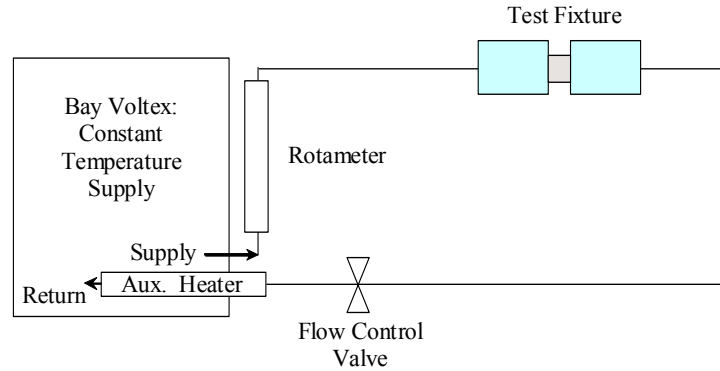 Test Fixture
Bay Voltex:
Constant
Temperature
Supply
Rotameter
Supply
Aux. Heater
Return
Flow Control
Valve